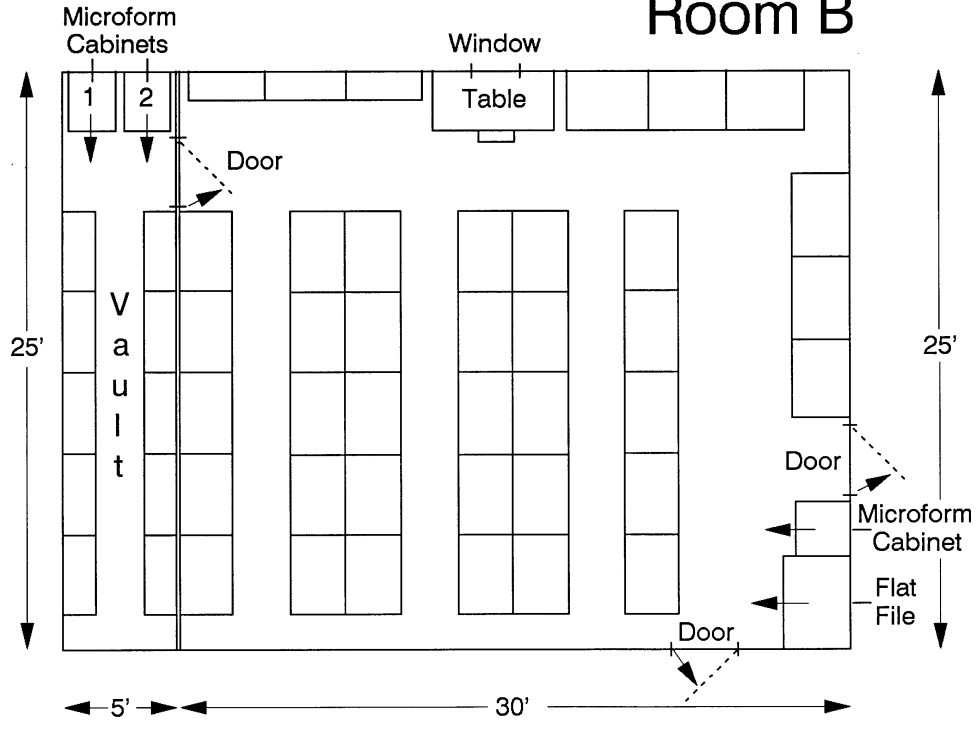 Room B
Microform
Cabinets
Window
1
2
Table
Door
V
a
u
l
t
25'
25'
Door
Microform
Cabinet
Flat
File
Door
5'
30'